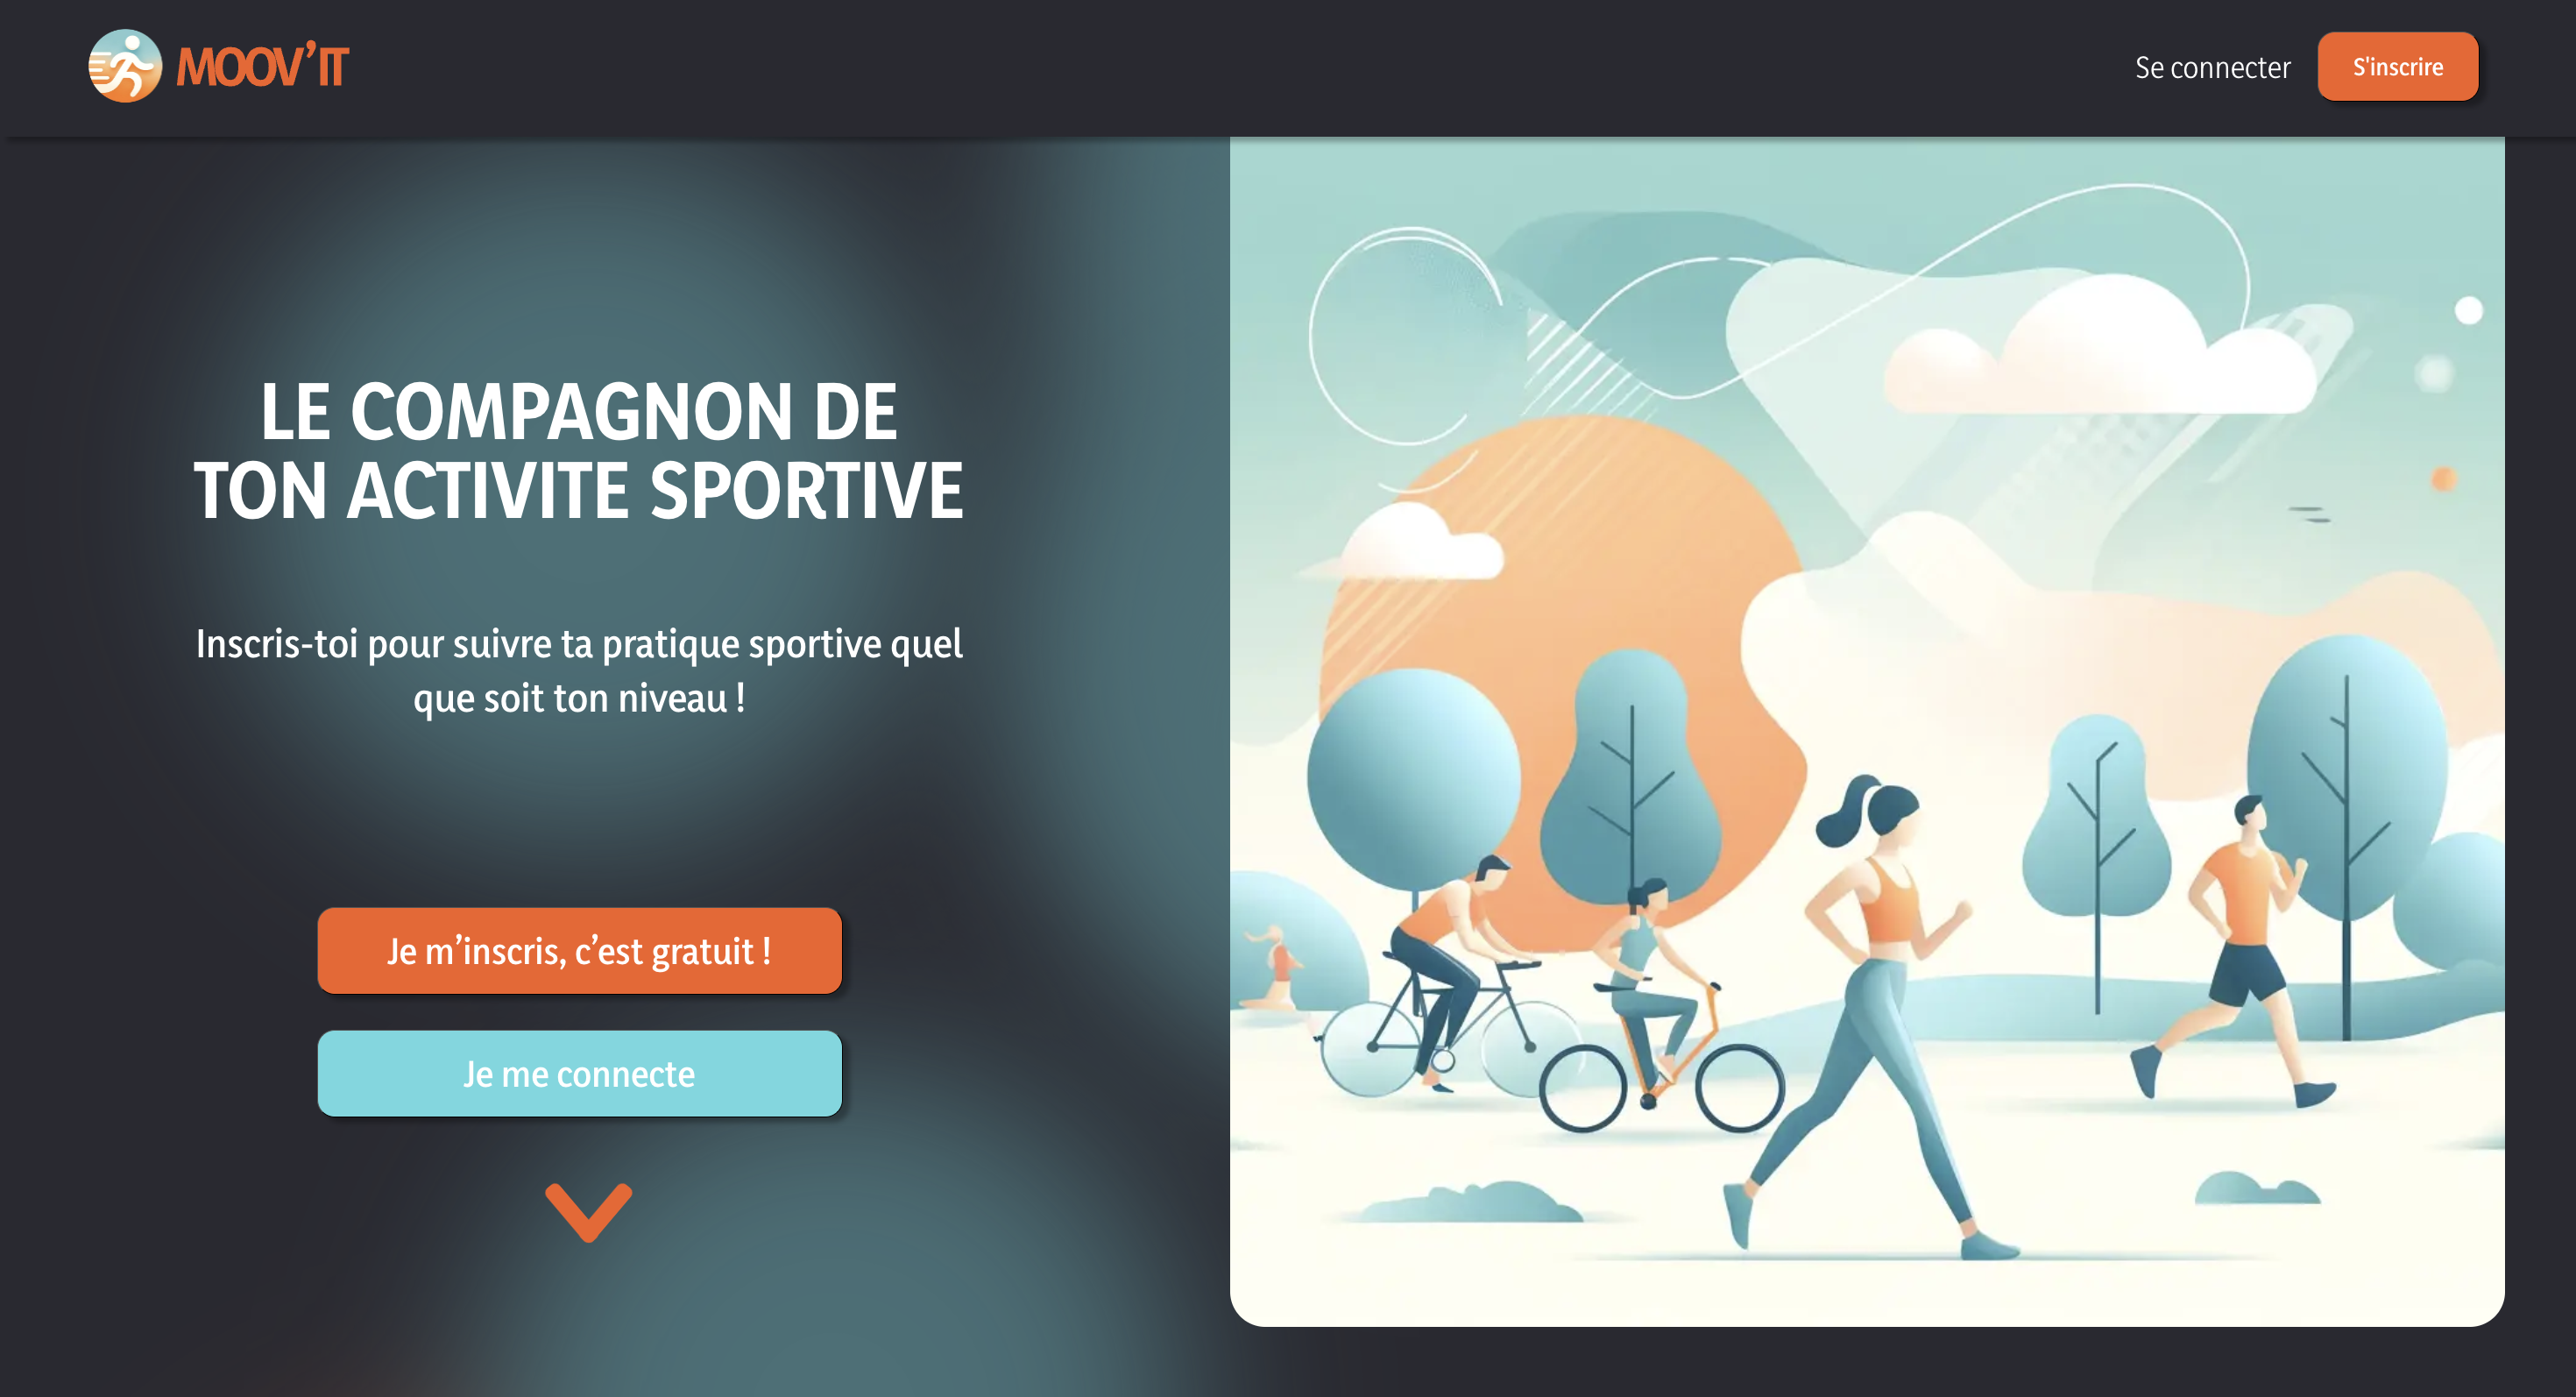 MOOV’IT
Se connecter
S'inscrire
LE COMPAGNON DE
TON ACTIVITE SPORTIVE
Inscris-toi pour suivre ta pratique sportive quel
que soit ton niveau !
Je m’inscris, c’est gratuit !
Je me connecte